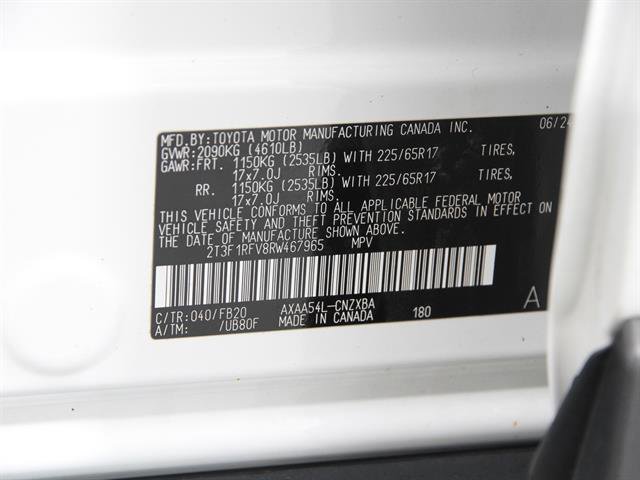 MFD.BY:TOYOTA MOTOR MANUFACTURING CANADA INC. 06/24
GVWR:2090KG (4610LB)
GAWR:FRT. 1150KG (2535LB) WITH 225/65R17 TIRES,
17x7.0J RIMS.
RR. 1150KG (2535LB) WITH 225/65R17 TIRES,
17x7.0J RIMS.
THIS VEHICLE CONFORMS TO ALL APPLICABLE FEDERAL MOTOR
VEHICLE SAFETY AND THEFT PREVENTION STANDARDS IN EFFECT ON
THE DATE OF MANUFACTURE SHOWN ABOVE.
2T3F1RFV8RW467965 MPV
C/TR:040/FB20 AXAA54L-CNZXBA A
A/TM: /UB80F MADE IN CANADA 180